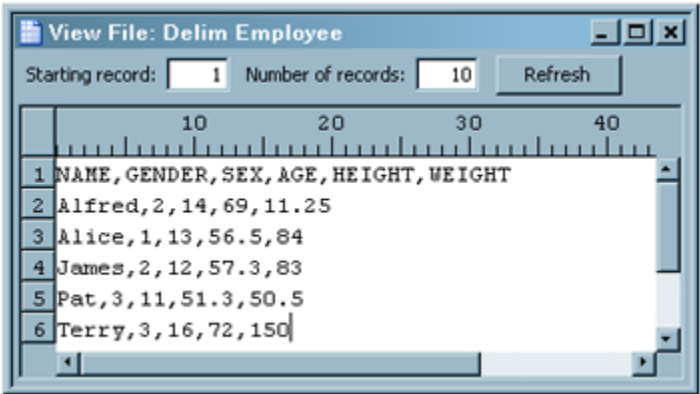 View File: Delim Employee
Starting record: 1 Number of records: 10 Refresh
10 20 30 40
1 NAME,GENDER,SEX,AGE,HEIGHT,WEIGHT
2 Alfred,2,14,69,11.25
3 Alice,1,13,56.5,84
4 James,2,12,57.3,83
5 Pat,3,11,51.3,50.5
6 Terry,3,16,72,150